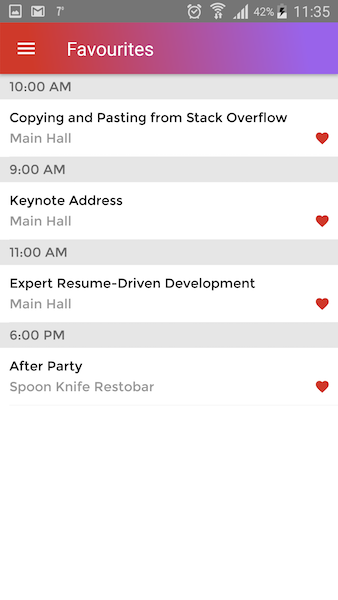 7° 42% 11:35
Favourites
10:00 AM
Copying and Pasting from Stack Overflow
Main Hall
9:00 AM
Keynote Address
Main Hall
11:00 AM
Expert Resume-Driven Development
Main Hall
6:00 PM
After Party
Spoon Knife Restobar